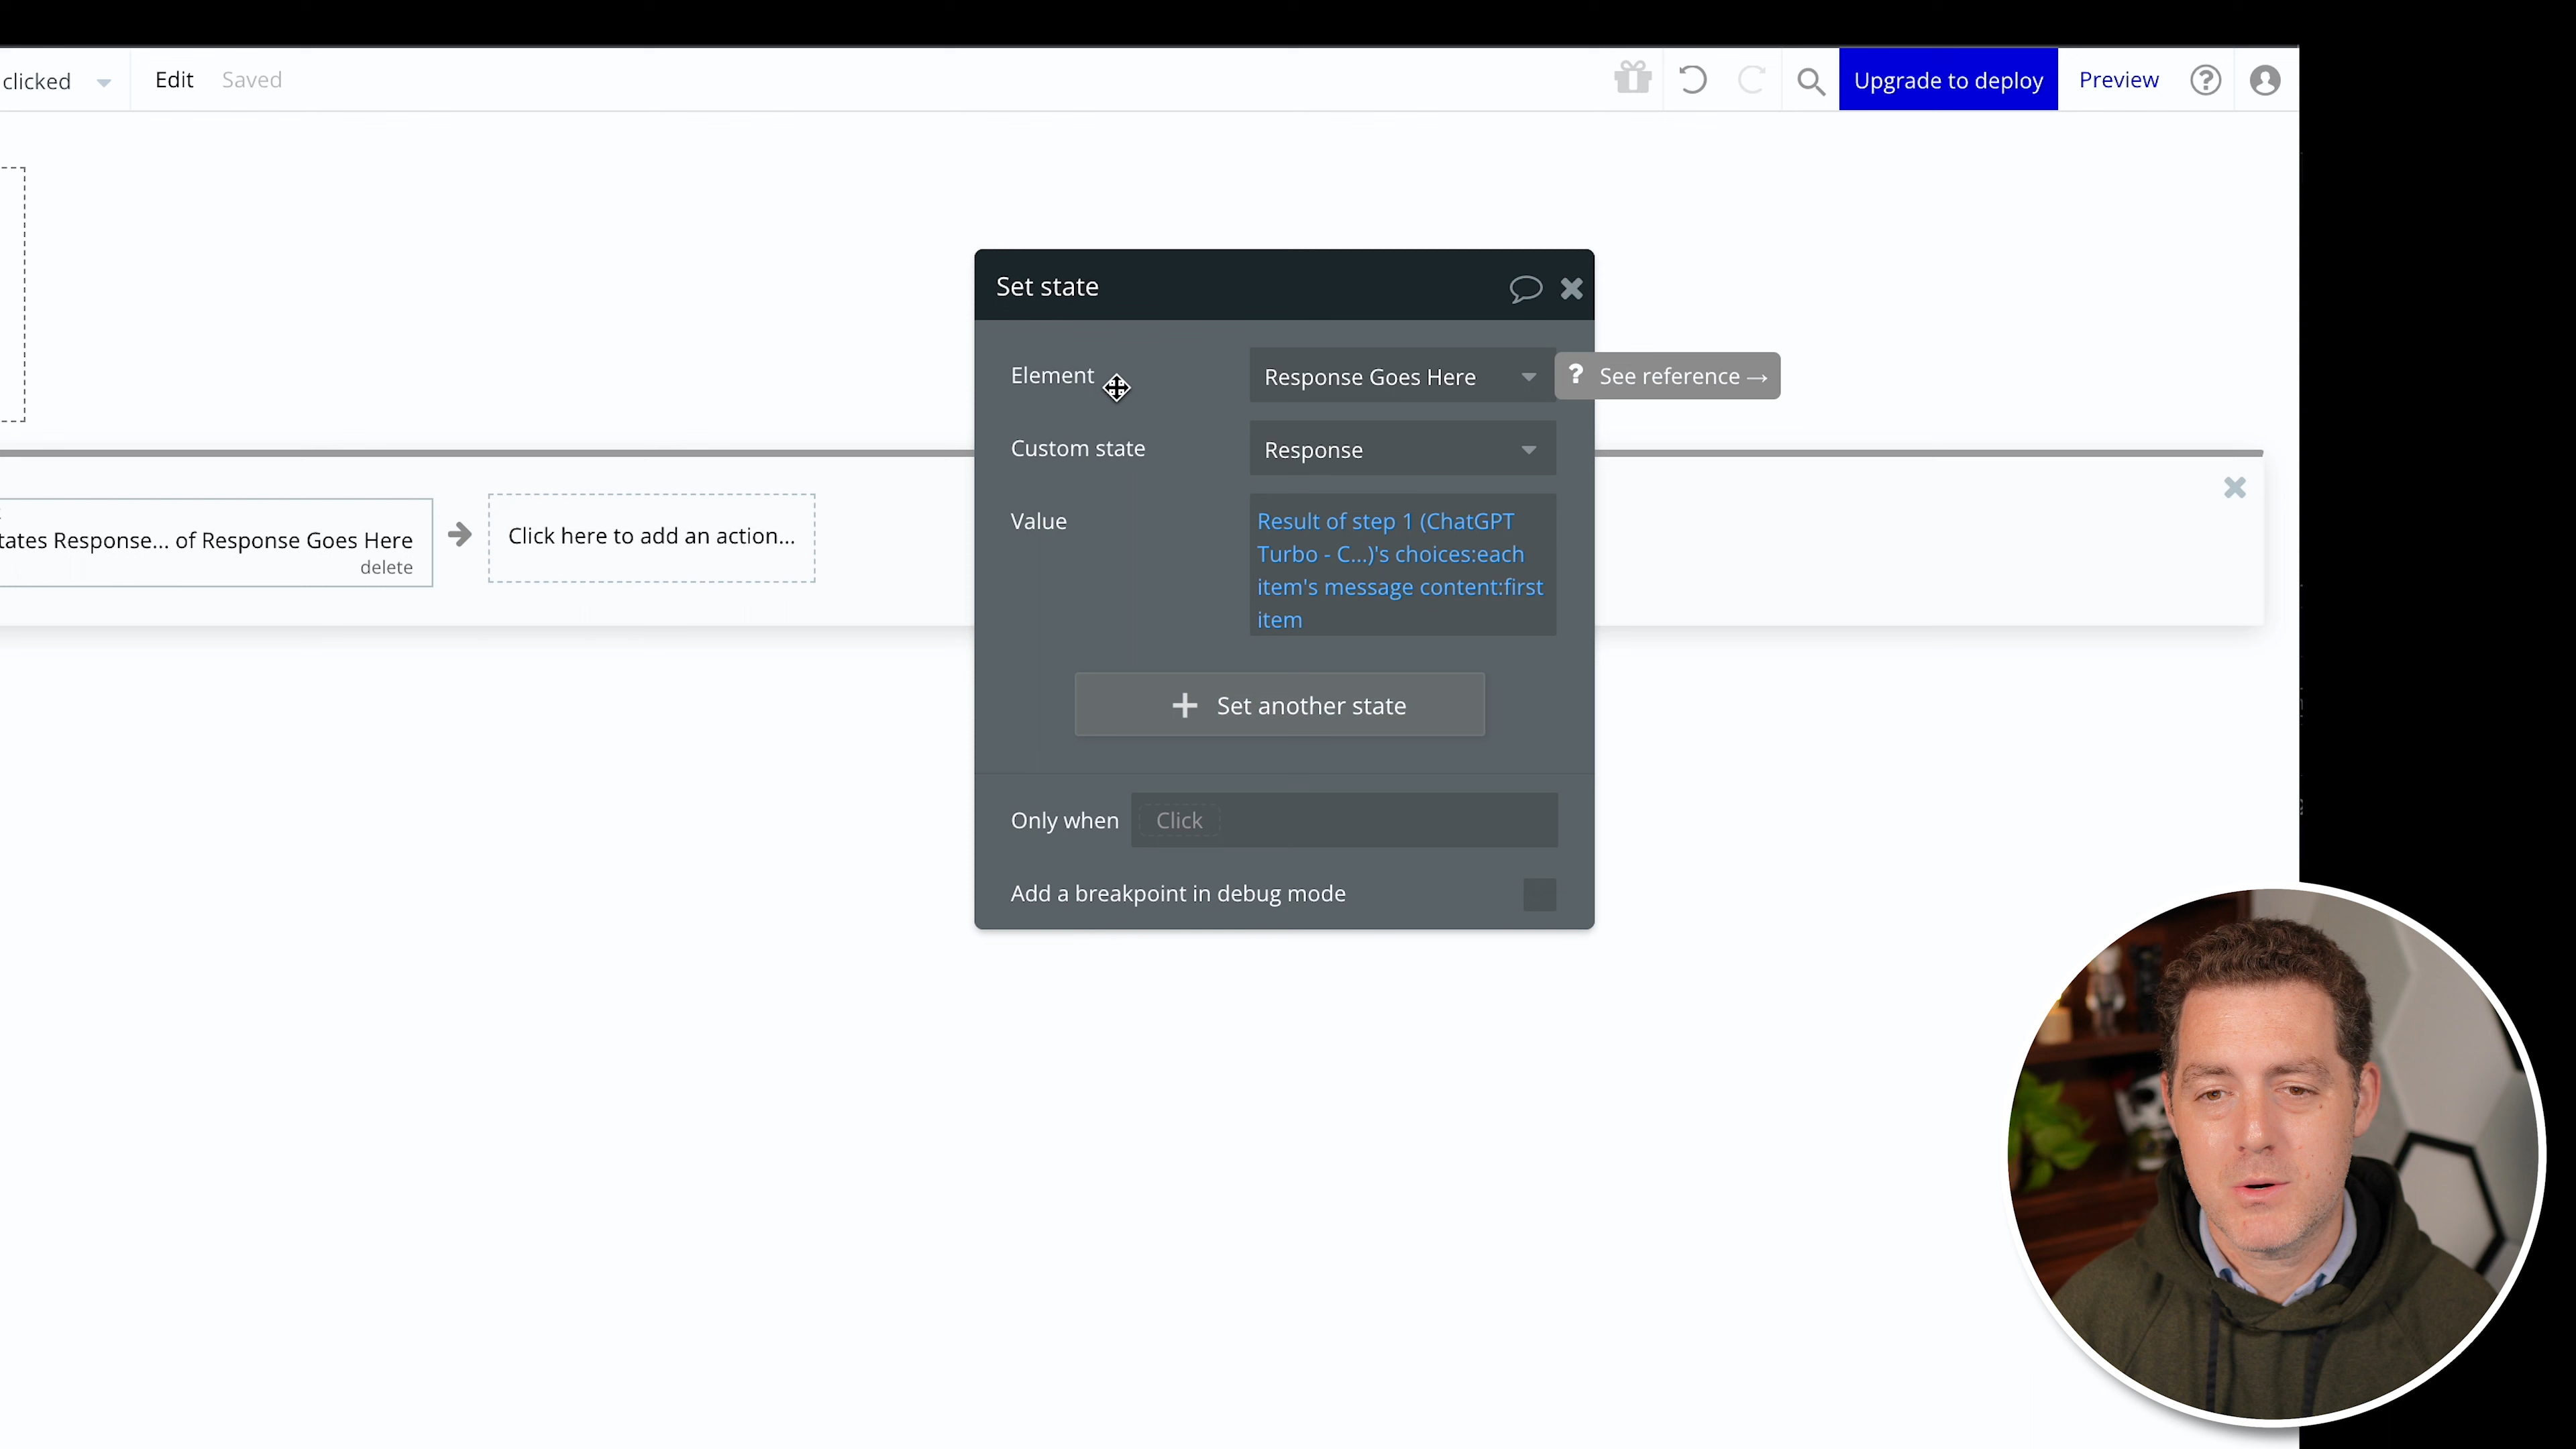 clicked
Edit
Saved
Upgrade to deploy
Preview
Set state
Element
Response Goes Here
? See reference →
Custom state
Response
Value
Result of step 1 (ChatGPT
Turbo - C...)'s choices:each
item's message content:first
item
tates Response... of Response Goes Here
delete
Click here to add an action...
Set another state
Only when
Click
Add a breakpoint in debug mode